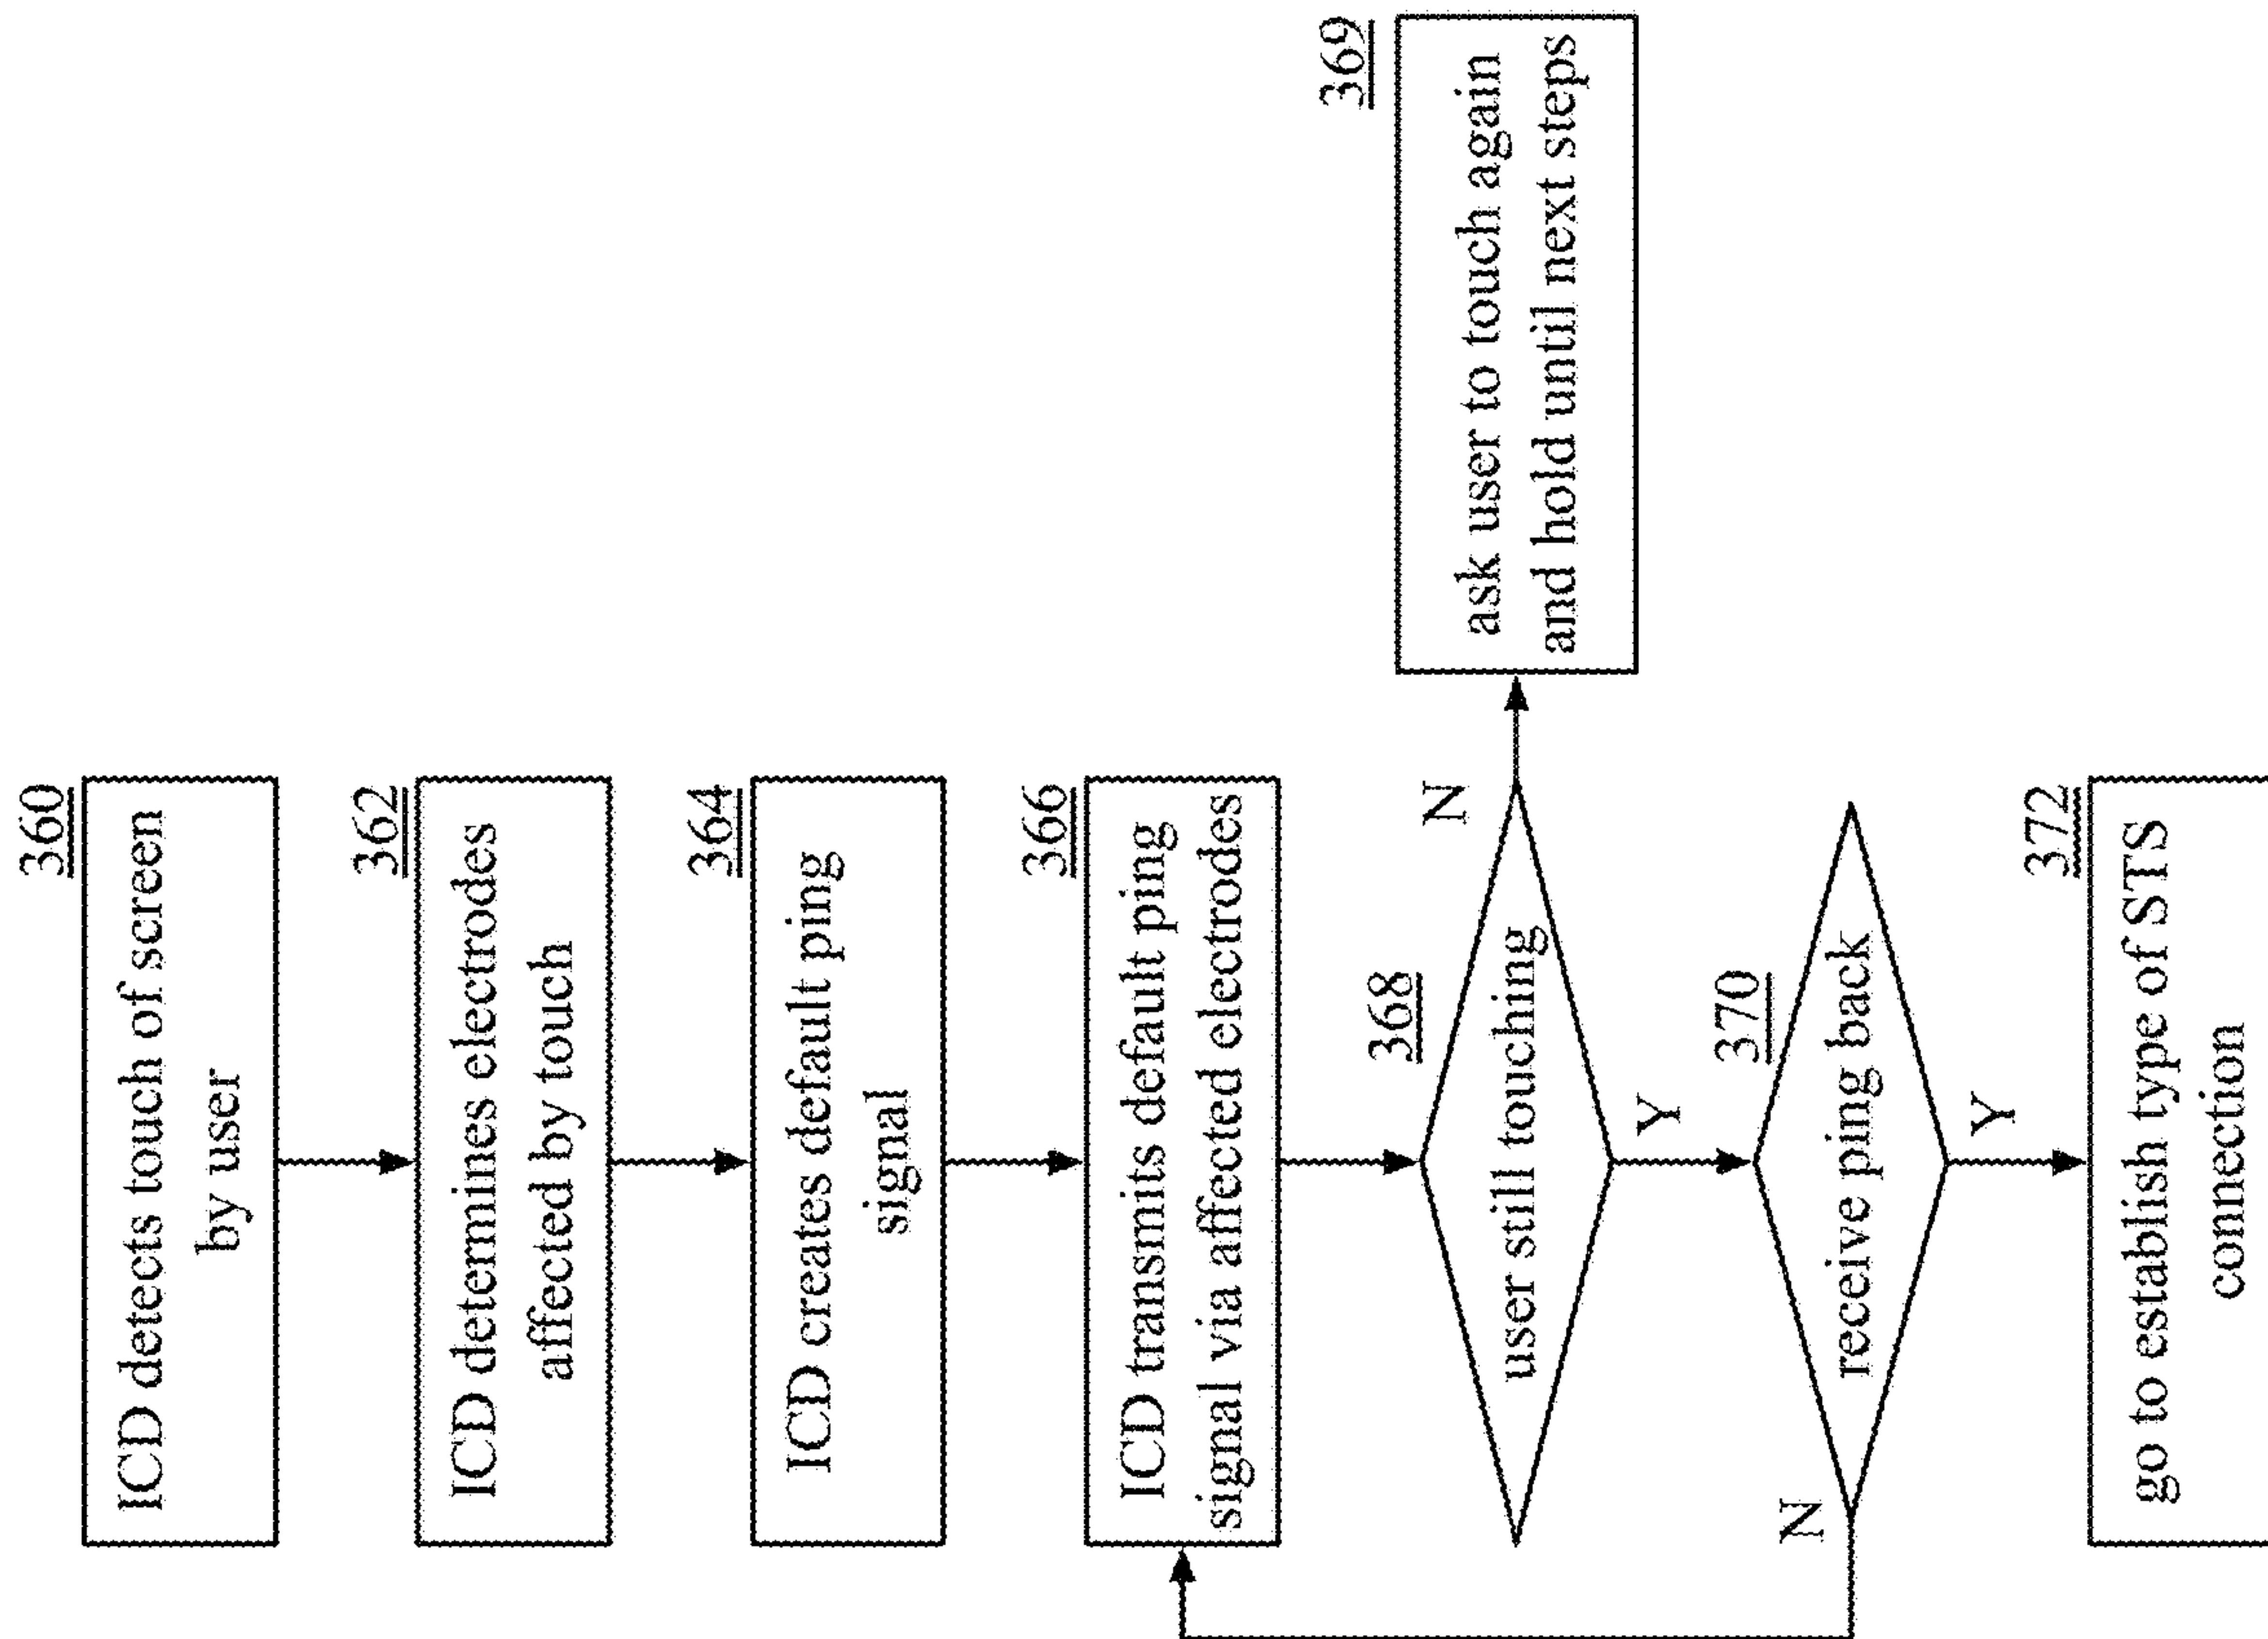 360
ICD detects touch of screen
by user
362
ICD determines electrodes
affected by touch
364
ICD creates default ping
signal
366
ICD transmits default ping
signal via affected electrodes
368
user still touching
N
369
ask user to touch again
and hold until next steps
Y
370
receive ping back
N
Y
372
go to establish type of STS
connection